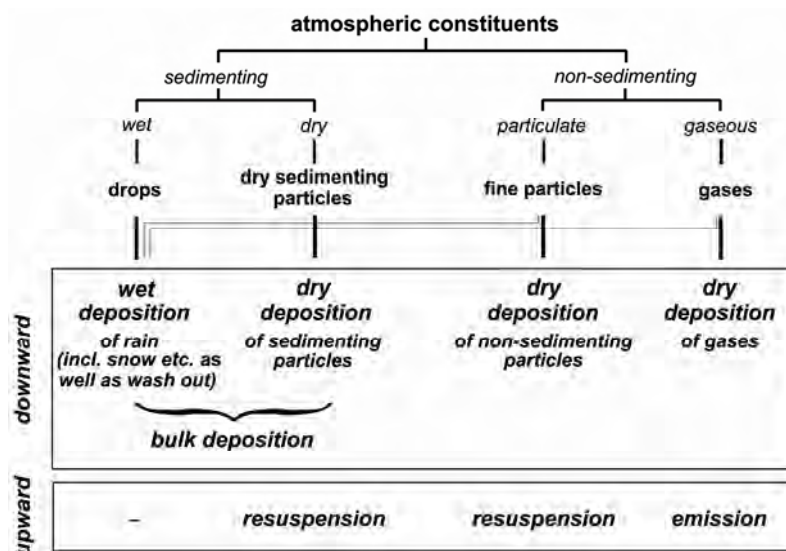 atmospheric constituents
sedimenting non-sedimenting
wet dry particulate gaseous
drops dry sedimenting particles fine particles gases
downward
wet deposition
of rain
(incl. snow etc. as
well as wash out)
dry deposition
of sedimenting
particles
dry deposition
of non-sedimenting
particles
dry deposition
of gases
bulk deposition
upward
– resuspension resuspension emission